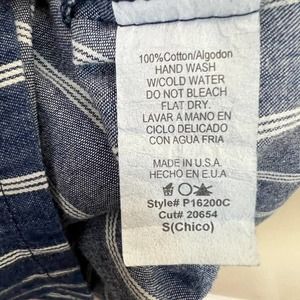 100%Cotton/Algodon
HAND WASH
W/COLD WATER
DO NOT BLEACH
FLAT DRY.
LAVAR A MANO EN
CICLO DELICADO
CON AGUA FRIA
MADE IN U.S.A.
HECHO EN E.U.A
Style# P16200C
Cut# 20654
S(Chico)